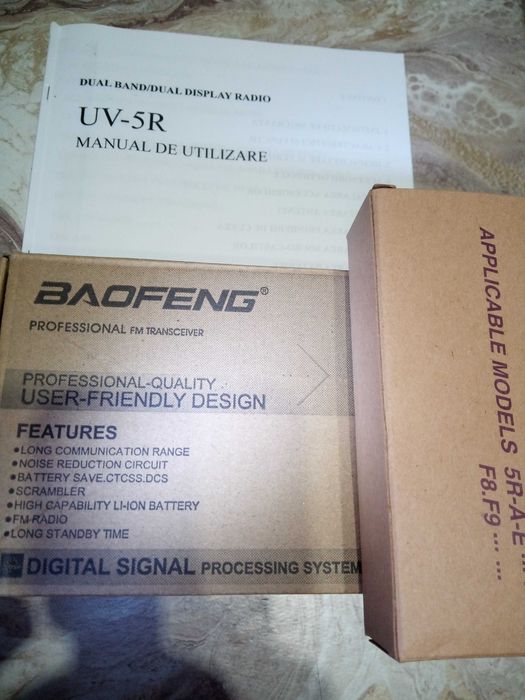 DUAL BAND/DUAL DISPLAY RADIO
UV-5R
MANUAL DE UTILIZARE
BAOFENG®
PROFESSIONAL FM TRANSCEIVER
PROFESSIONAL-QUALITY
USER-FRIENDLY DESIGN
FEATURES
●LONG COMMUNICATION RANGE
●NOISE REDUCTION CIRCUIT
●BATTERY SAVE.CTCSS.DCS
●SCRAMBLER
●HIGH CAPABILITY LI-ION BATTERY
●FM RADIO
●LONG STANDBY TIME
DIGITAL SIGNAL PROCESSING SYSTEM
APPLICABLE MODELS 5R-A-E ...
F8.F9 ... ...